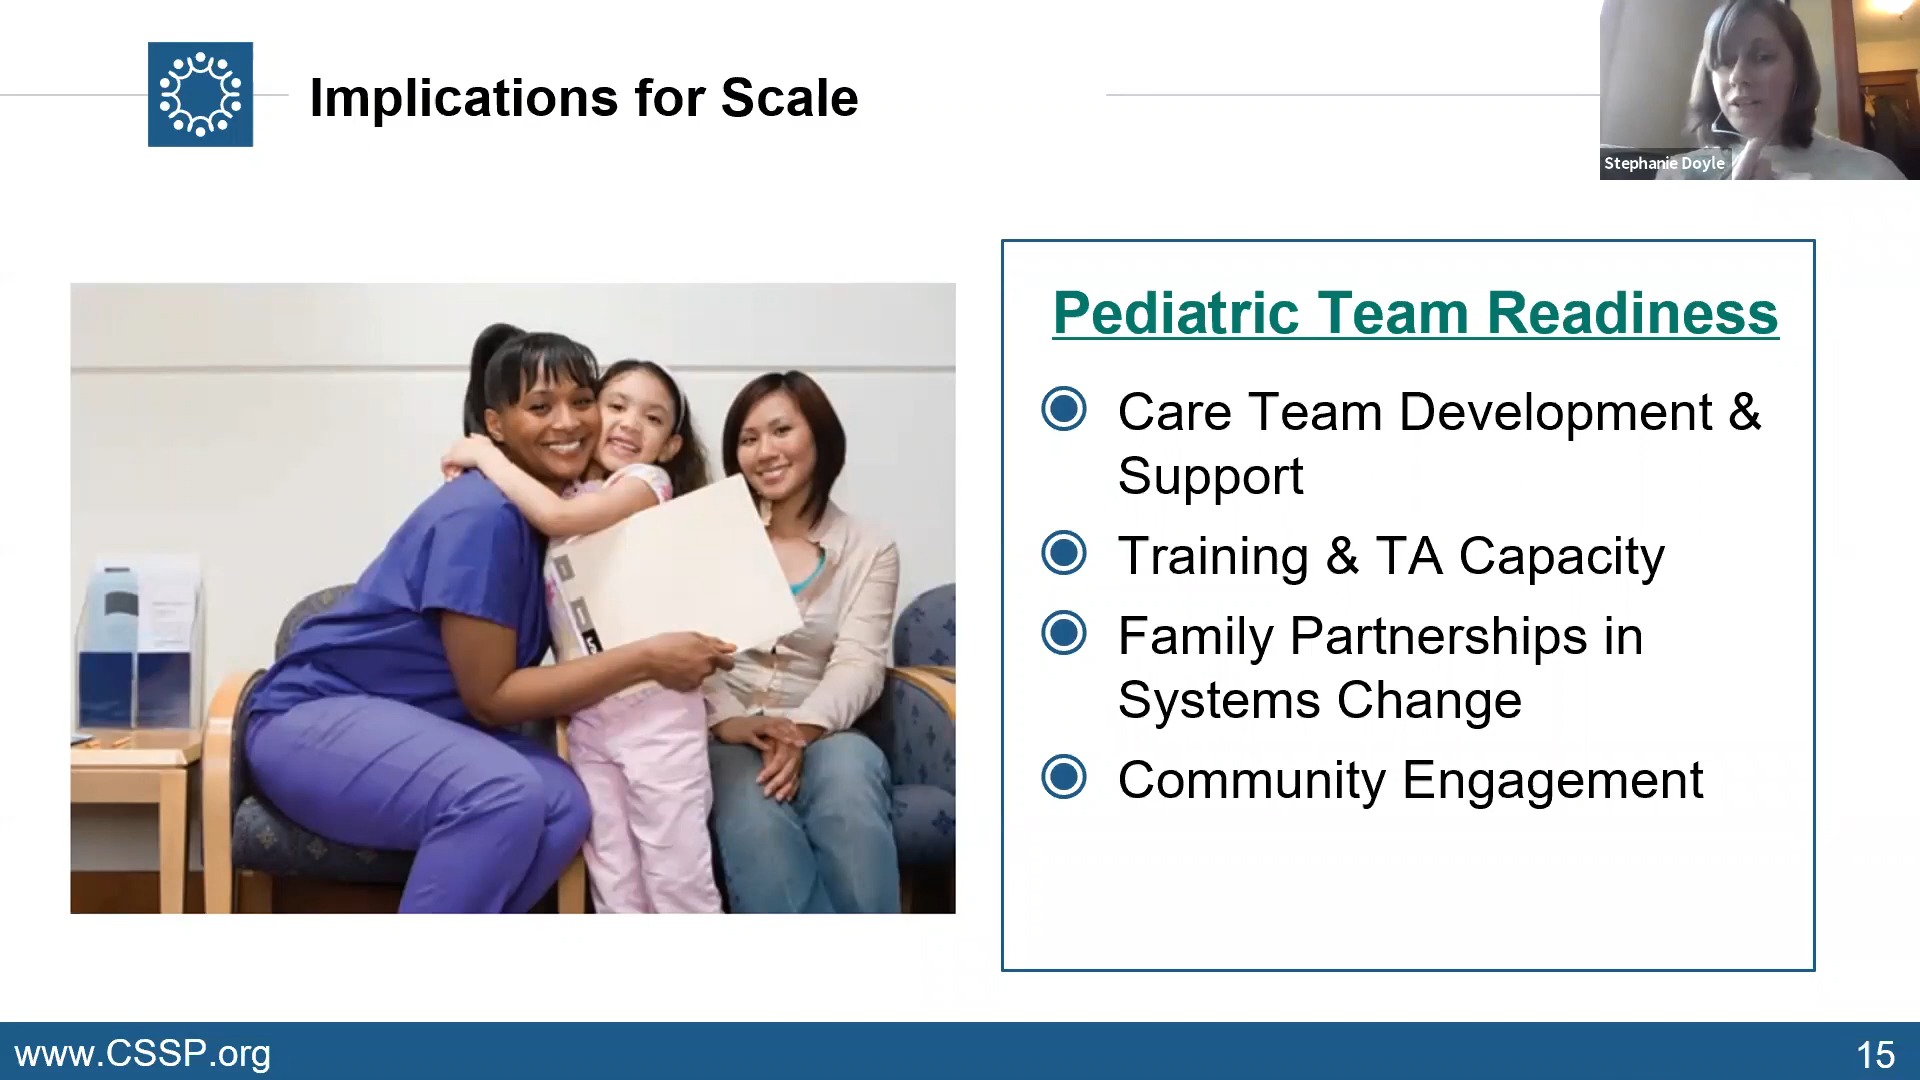 Implications for Scale
Stephanie Doyle
Pediatric Team Readiness
Care Team Development &
Support
Training & TA Capacity
Family Partnerships in
Systems Change
Community Engagement
www.CSSP.org
15